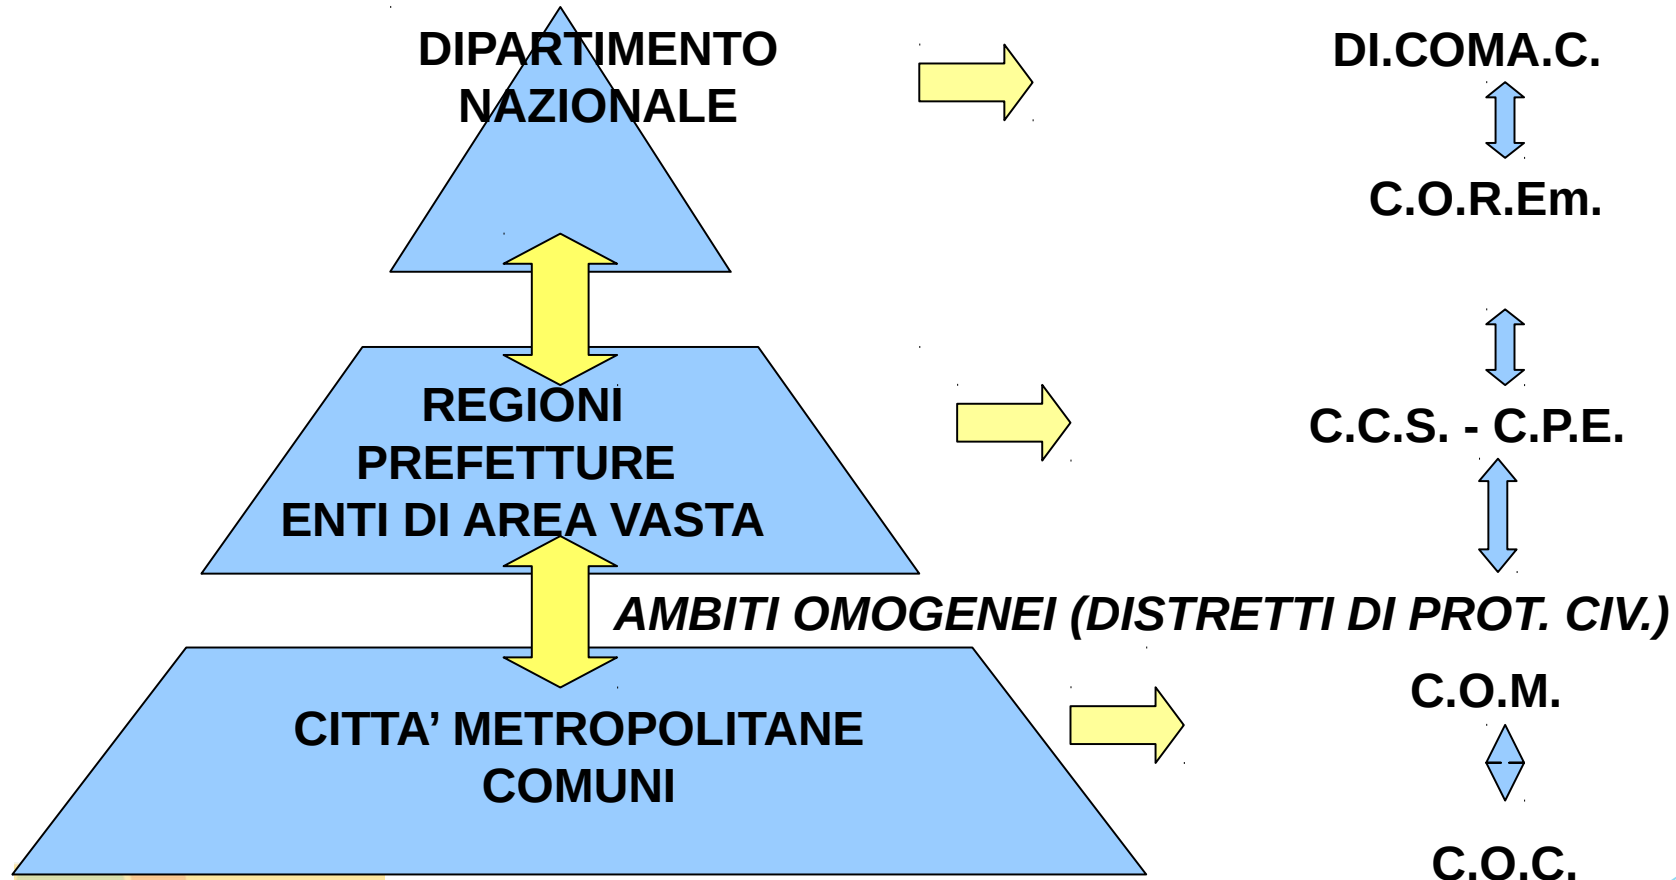 DIPARTIMENTO
NAZIONALE
DI.COMA.C.
C.O.R.Em.
REGIONI
PREFETTURE
ENTI DI AREA VASTA
C.C.S. - C.P.E.
AMBITI OMOGENEI (DISTRETTI DI PROT. CIV.)
C.O.M.
CITTA’ METROPOLITANE
COMUNI
C.O.C.